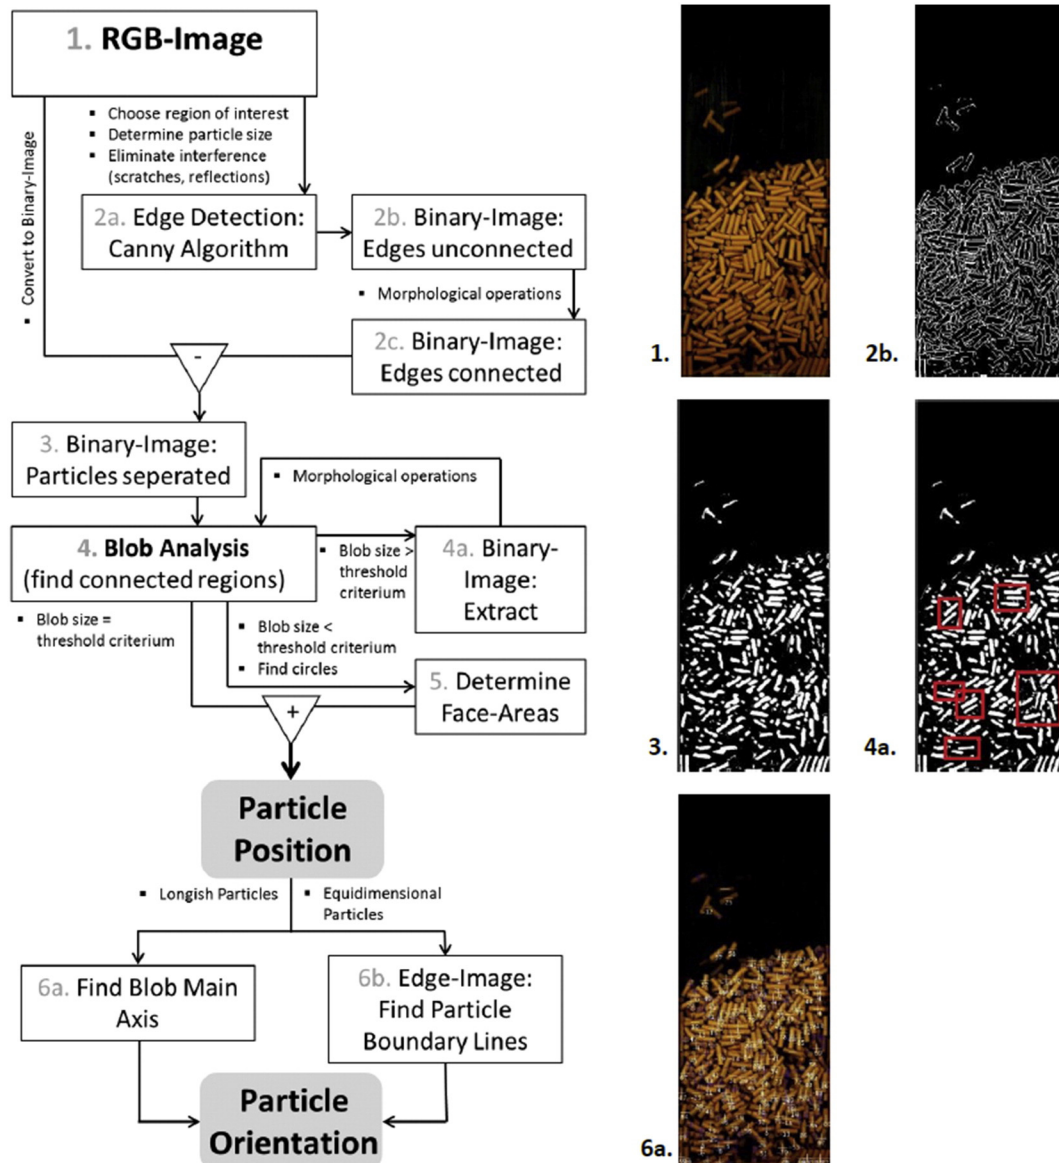 1. RGB-Image
▪ Choose region of interest
▪ Determine particle size
▪ Eliminate interference
(scratches, reflections)
▪ Convert to Binary-Image
2a. Edge Detection:
Canny Algorithm
2b. Binary-Image:
Edges unconnected
▪ Morphological operations
2c. Binary-Image:
Edges connected
-
3. Binary-Image:
Particles seperated
▪ Morphological operations
4. Blob Analysis
(find connected regions)
▪ Blob size >
threshold
criterium
4a. Binary-
Image:
Extract
▪ Blob size =
threshold criterium
▪ Blob size <
threshold criterium
▪ Find circles
5. Determine
Face-Areas
+
Particle
Position
▪ Longish Particles
▪ Equidimensional
Particles
6a. Find Blob Main
Axis
6b. Edge-Image:
Find Particle
Boundary Lines
Particle
Orientation
1.
2b.
3.
4a.
6a.